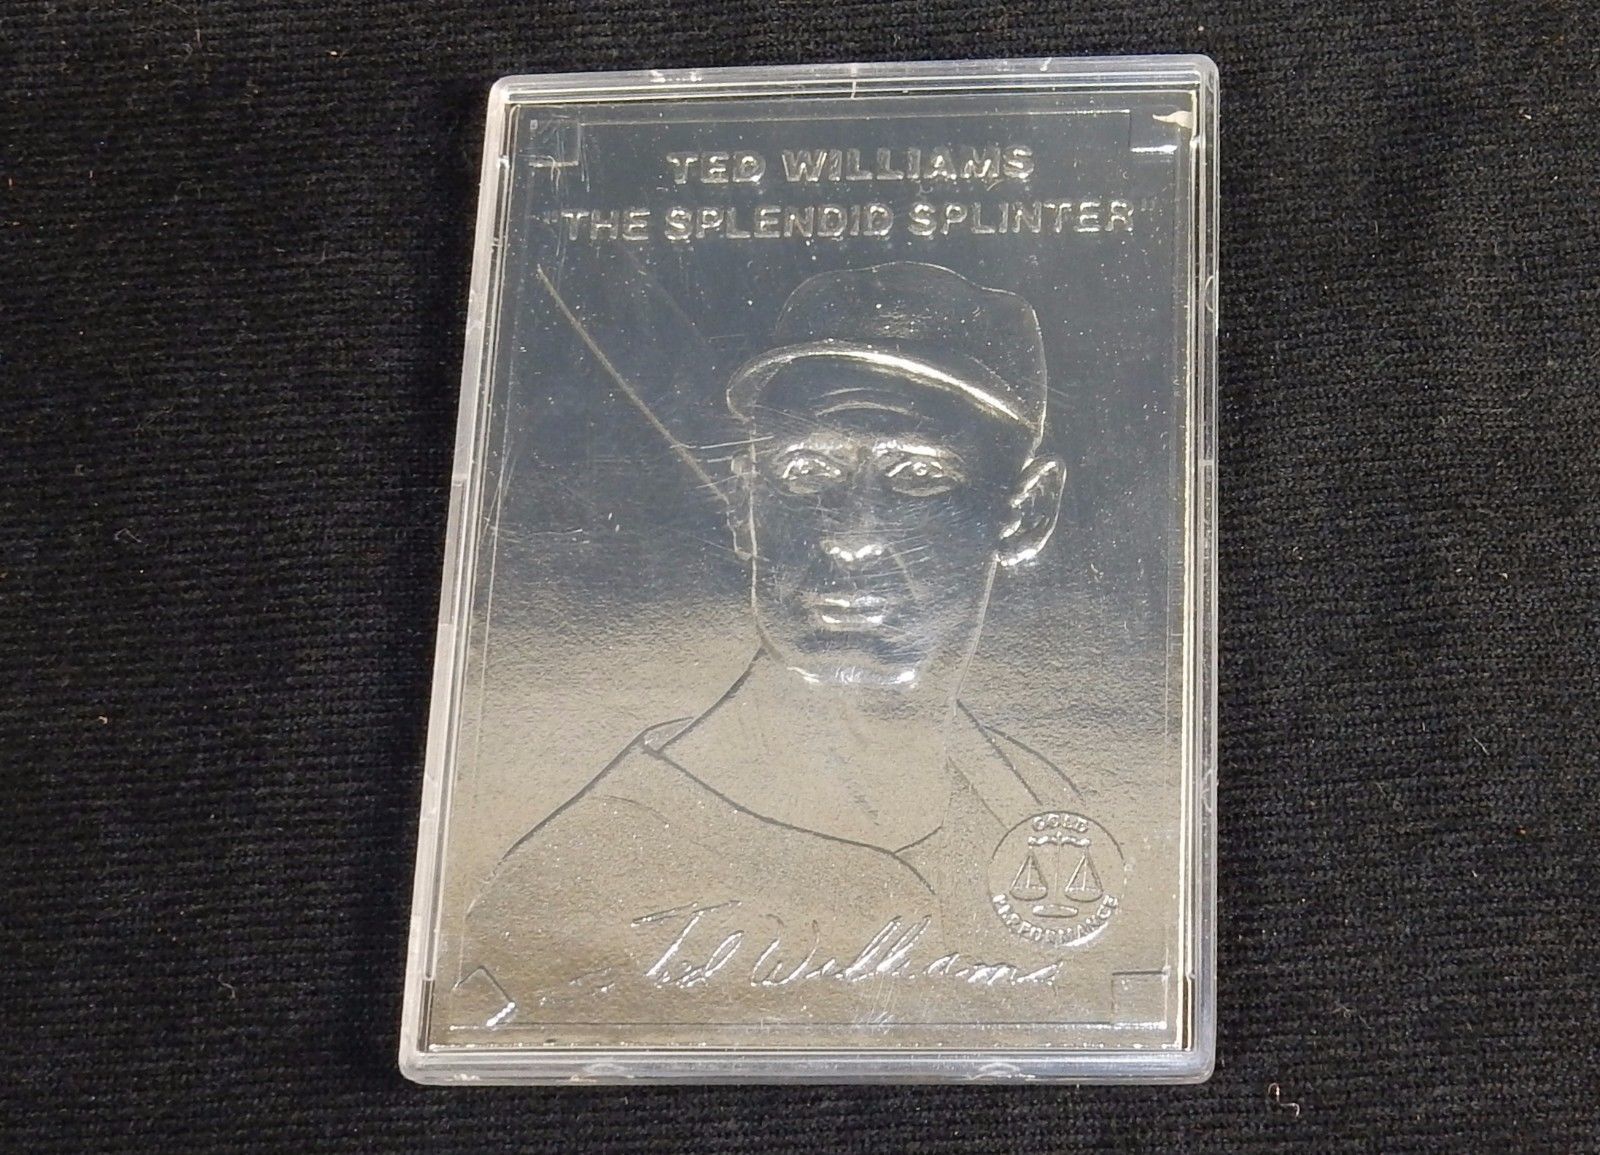 TED WILLIAMS
"THE SPLENDID SPLINTER"
GOLD
PERFORMANCE
Ted Williams